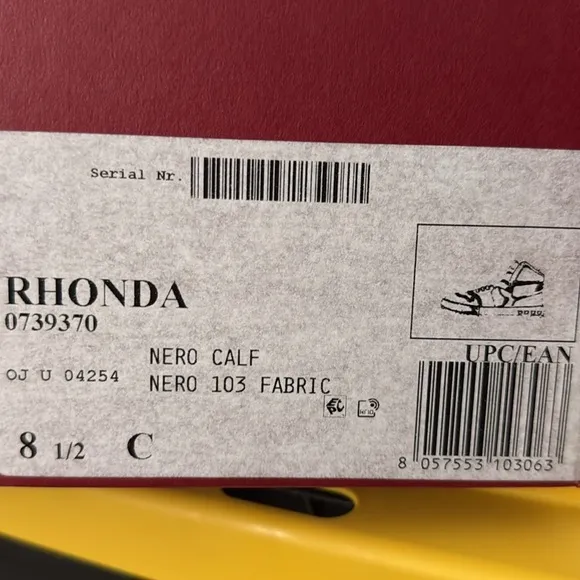 Serial Nr.
RHONDA
0739370
NERO CALF
OJ U 04254
NERO 103 FABRIC
UPC/EAN
8 1/2 C
8 057553 103063